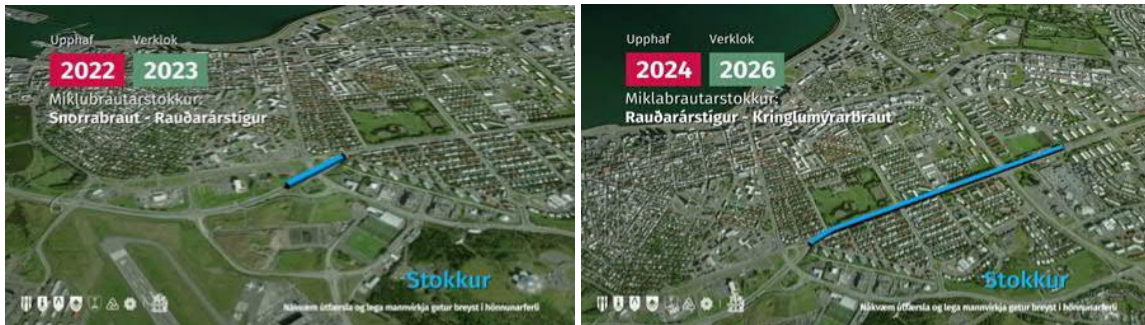 Upphaf Verklok
2022 2023
Miklubrautarstokkur:
Snorrabraut - Rauðarárstígur
Stokkur
Nákvæm útfærsla og lega mannvirkja getur breyst í hönnunarferli
Upphaf Verklok
2024 2026
Miklabrautarstokkur:
Rauðarárstígur - Kringlumýrarbraut
Stokkur
Nákvæm útfærsla og lega mannvirkja getur breyst í hönnunarferli